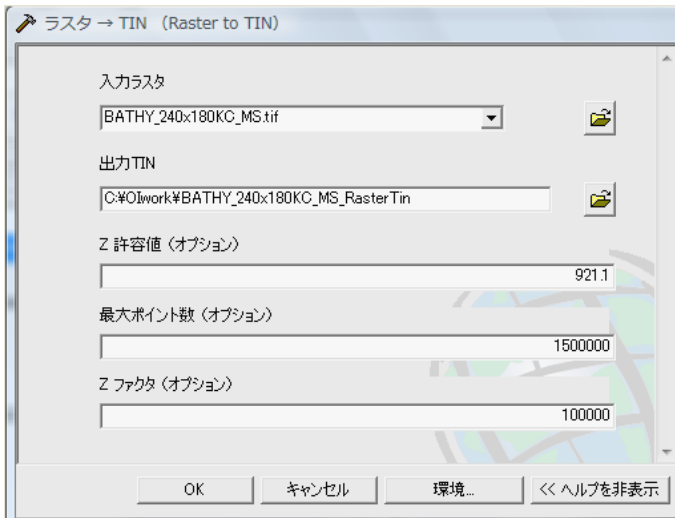 ラスタ → TIN （Raster to TIN）
入力ラスタ
BATHY_240x180KC_MS.tif
出力TIN
C:¥OIwork¥BATHY_240x180KC_MS_RasterTin
Z 許容値 (オプション)
921.1
最大ポイント数 (オプション)
1500000
Z ファクタ (オプション)
100000
OK キャンセル 環境... << ヘルプを非表示